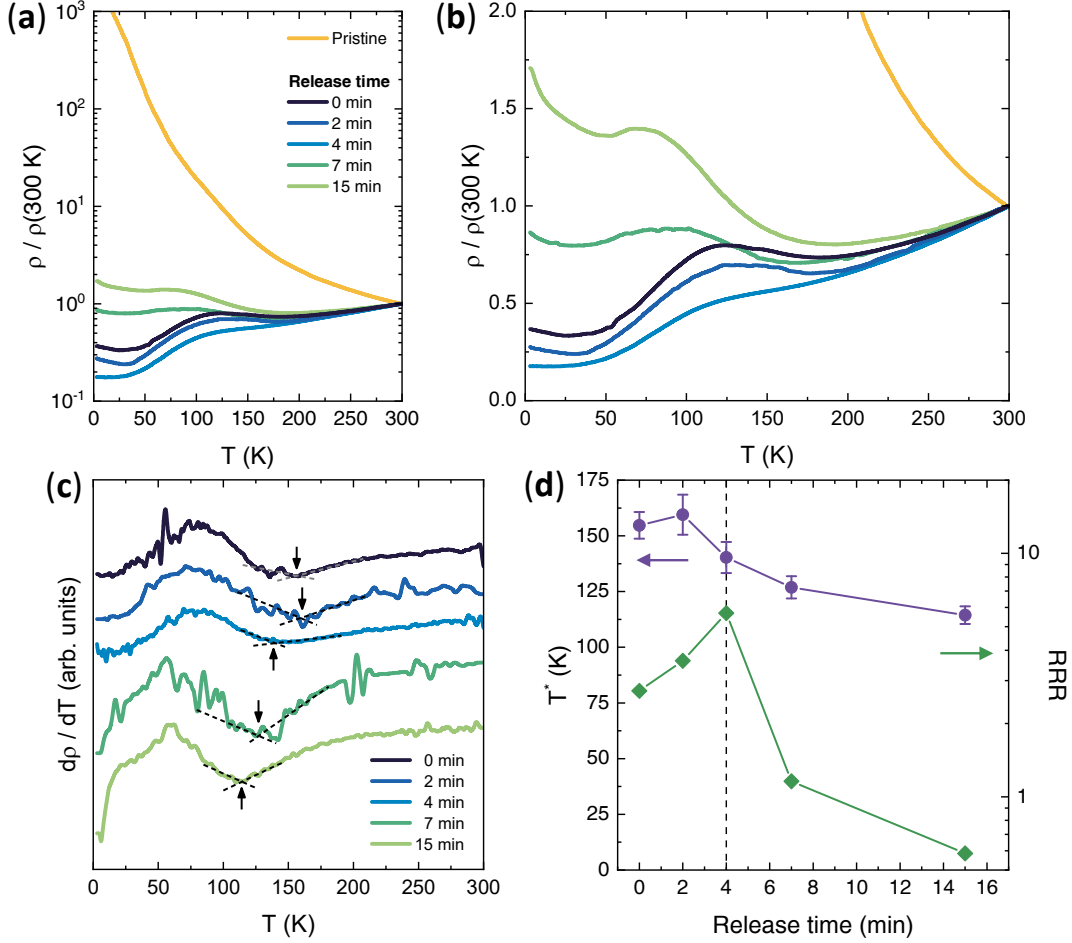 (a)
ρ / ρ(300 K)
10³
10²
10¹
10⁰
10⁻¹
Pristine
Release time
0 min
2 min
4 min
7 min
15 min
0 50 100 150 200 250 300
T (K)
(b)
ρ / ρ(300 K)
2.0
1.5
1.0
0.5
0.0
0 50 100 150 200 250 300
T (K)
(c)
dρ / dT (arb. units)
0 min
2 min
4 min
7 min
15 min
0 50 100 150 200 250 300
T (K)
(d)
T* (K)
175
150
125
100
75
50
25
0
10
1
RRR
0 2 4 6 8 10 12 14 16
Release time (min)